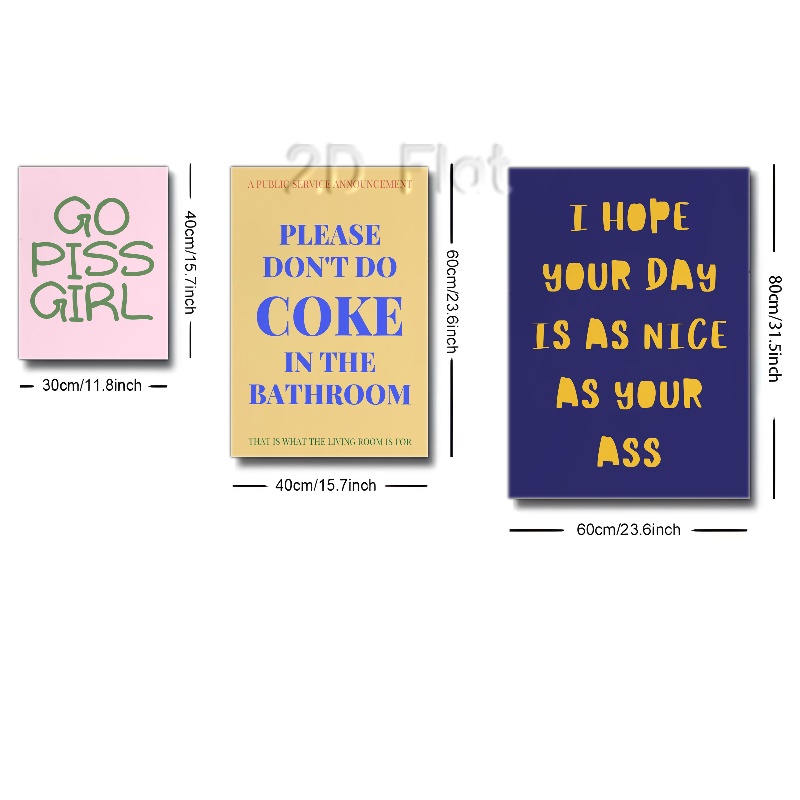 2D Flat
GO
PISS
GIRL
40cm/15.7inch
30cm/11.8inch
A PUBLIC SERVICE ANNOUNCEMENT
PLEASE
DON'T DO
COKE
IN THE
BATHROOM
THAT IS WHAT THE LIVING ROOM IS FOR
60cm/23.6inch
40cm/15.7inch
I HOPE
YOUR DAY
IS AS NICE
AS YOUR
ASS
80cm/31.5inch
60cm/23.6inch